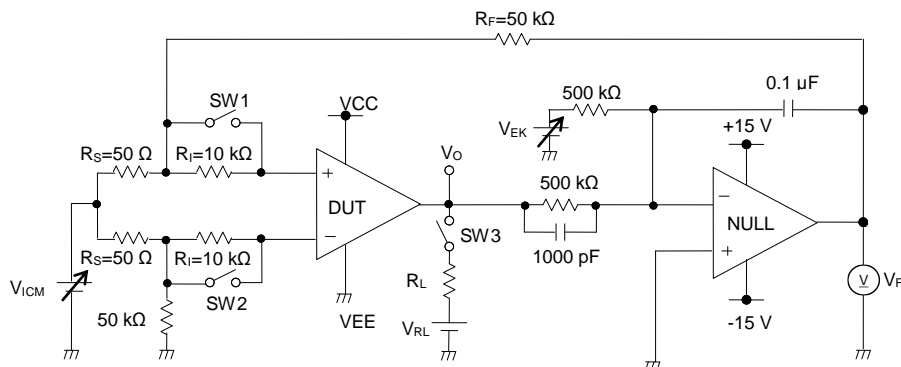 RF=50 kΩ
0.1 µF
500 kΩ
SW1
VCC
VEK
+15 V
RS=50 Ω
RI=10 kΩ
VO
500 kΩ
+
DUT
−
−
NULL
+
SW3
1000 pF
RS=50 Ω
RI=10 kΩ
VICM
SW2
RL
V
VF
50 kΩ
VEE
VRL
-15 V